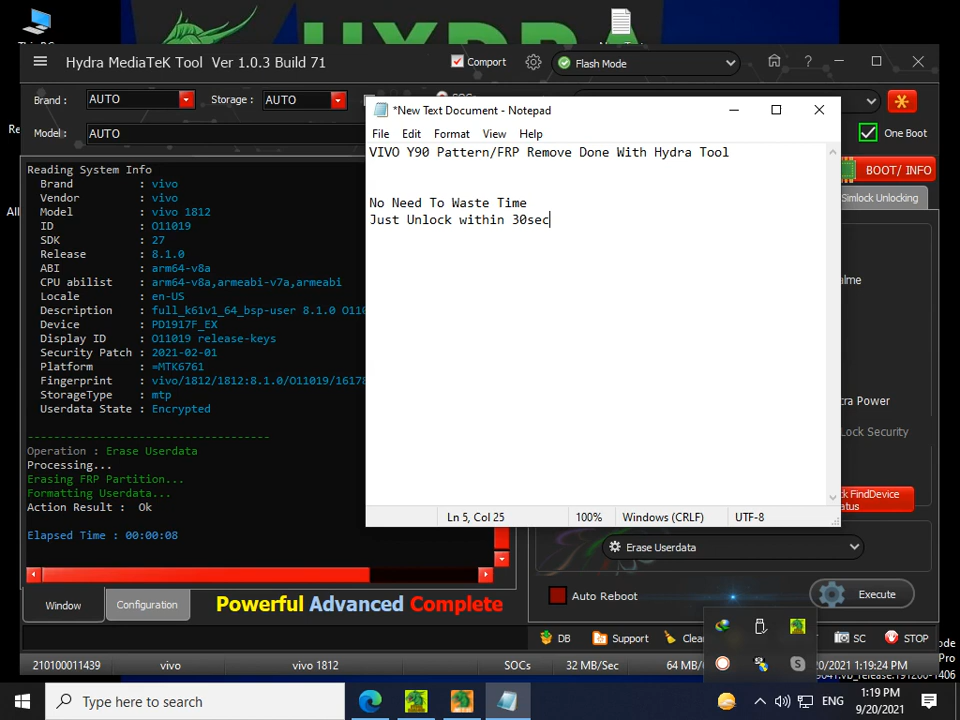 HYDRA
Hydra MediaTeK Tool Ver 1.0.3 Build 71
Comport
Flash Mode
?
Brand :
AUTO
Storage :
AUTO
Model :
AUTO
One Boot
BOOT/ INFO
Simlock Unlocking
*New Text Document - Notepad
File Edit Format View Help
VIVO Y90 Pattern/FRP Remove Done With Hydra Tool
No Need To Waste Time
Just Unlock within 30sec
Ln 5, Col 25
100%
Windows (CRLF)
UTF-8
Reading System Info
Brand : vivo
Vendor : vivo
Model : vivo 1812
ID : O11019
SDK : 27
Release : 8.1.0
ABI : arm64-v8a
CPU abilist : arm64-v8a,armeabi-v7a,armeabi
Locale : en-US
Description : full_k61v1_64_bsp-user 8.1.0 O110
Device : PD1917F_EX
Display ID : O11019 release-keys
Security Patch : 2021-02-01
Platform : =MTK6761
Fingerprint : vivo/1812/1812:8.1.0/O11019/16178
StorageType : mtp
Userdata State : Encrypted
-------------------------------------
Operation : Erase Userdata
Processing...
Erasing FRP Partition...
Formatting Userdata...
Action Result : Ok
Elapsed Time : 00:00:08
Lock Security
Erase Userdata
Auto Reboot
Execute
Window
Configuration
Powerful Advanced Complete
DB
Support
SC
STOP
210100011439
vivo
vivo 1812
SOCs
32 MB/Sec
1:19:24 PM
Type here to search
ENG
1:19 PM
9/20/2021